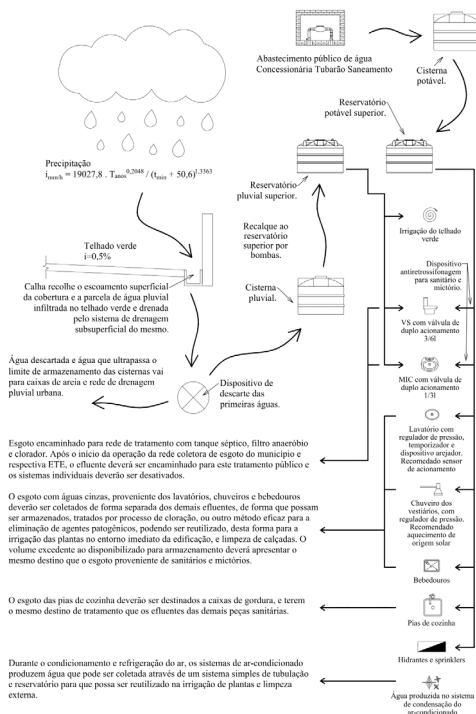 Abastecimento público de água
Concessionária Tubarão Saneamento
Cisterna
potável.
Reservatório
potável superior.
Precipitação
i_mm/h = 19027,8 . T_anos^0,2048 / (t_min + 50,6)^1,3363
Reservatório
pluvial superior.
Irrigação do telhado
verde
Telhado verde
i=0,5%
Recalque ao
reservatório
superior por
bombas.
Dispositivo
antiretrossifonagem
para sanitário e
mictório.
Calha recolhe o escoamento superficial
da cobertura e a parcela de água pluvial
infiltrada no telhado verde e drenada
pelo sistema de drenagem
subsuperficial do mesmo.
Cisterna
pluvial.
VS com válvula de
duplo acionamento
3/6l
Água descartada e água que ultrapassa o
limite de armazenamento das cisternas vai
para caixas de areia e rede de drenagem
pluvial urbana.
Dispositivo de
descarte das
primeiras águas.
MIC com válvula de
duplo acionamento
1/3l
Lavatório com
regulador de pressão,
temporizador e
dispositivo arejador.
Recomedado sensor
de acionamento
Esgoto encaminhado para rede de tratamento com tanque séptico, filtro anaeróbio
e clorador. Após o início da operação da rede coletora de esgoto do município e
respectiva ETE, o efluente deverá ser encaminhado para este tratamento público e
os sistemas individuais deverão ser desativados.
Chuveiro dos
vestiários, com
regulador de pressão.
Recomendado
aquecimento de
origem solar
O esgoto com águas cinzas, proveniente dos lavatórios, chuveiros e bebedouros
deverão ser coletados de forma separada dos demais efluentes, de forma que possam
ser armazenados, tratados por processo de cloração, ou outro método eficaz para a
eliminação de agentes patogênicos, podendo ser reutilizado, desta forma para a
irrigação das plantas no entorno imediato da edificação, e limpeza de calçadas. O
volume excedente ao disponibilizado para armazenamento deverá apresentar o
mesmo destino que o esgoto proveniente de sanitários e mictórios.
Bebedouros
O esgoto das pias de cozinha deverão ser destinados a caixas de gordura, e terem
o mesmo destino de tratamento que os efluentes das demais peças sanitárias.
Pias de cozinha
Hidrantes e sprinklers
Durante o condicionamento e refrigeração do ar, os sistemas de ar-condicionado
produzem água que pode ser coletada através de um sistema simples de tubulação
e reservatório para que possa ser reutilizado na irrigação de plantas e limpeza
externa.
Água produzida no sistema
de condensação do
ar-condicionado